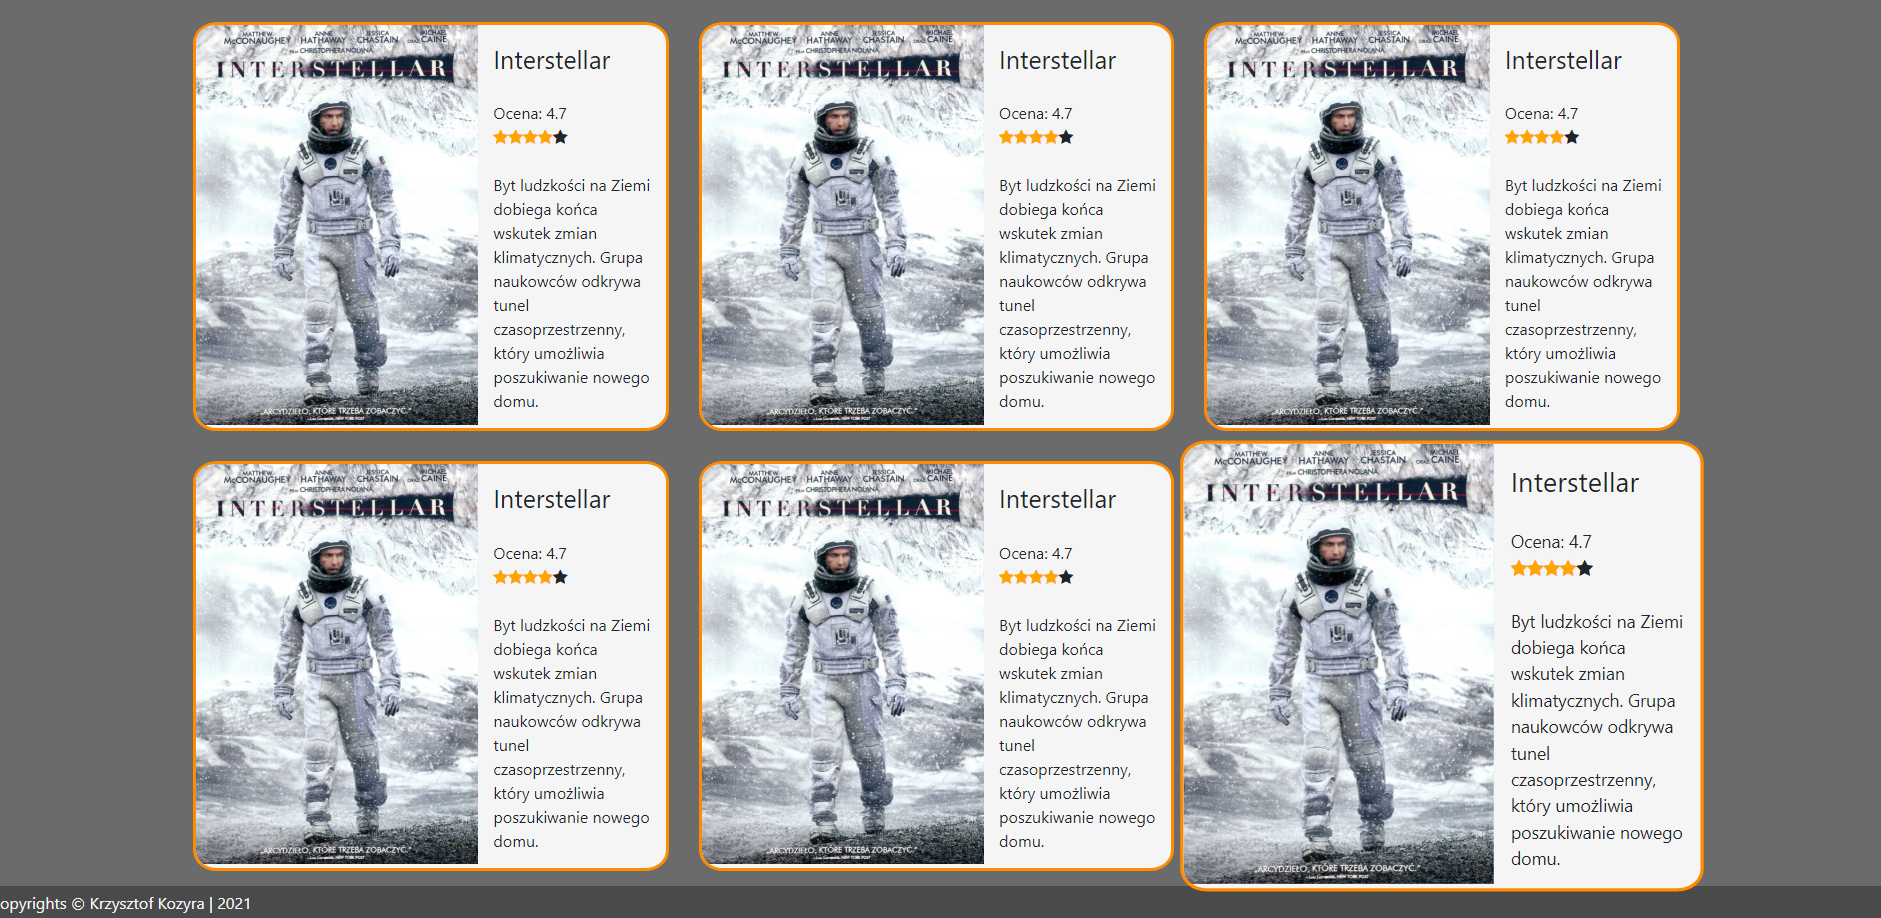 MATTHEW McCONAUGHEY ANNE HATHAWAY JESSICA CHASTAIN ORAZ MICHAEL CAINE
FILM CHRISTOPHERA NOLANA
INTERSTELLAR
„ARCYDZIEŁO, KTÓRE TRZEBA ZOBACZYĆ.”
Interstellar
Ocena: 4.7
Byt ludzkości na Ziemi
dobiega końca
wskutek zmian
klimatycznych. Grupa
naukowców odkrywa
tunel
czasoprzestrzenny,
który umożliwia
poszukiwanie nowego
domu.
MATTHEW McCONAUGHEY ANNE HATHAWAY JESSICA CHASTAIN ORAZ MICHAEL CAINE
FILM CHRISTOPHERA NOLANA
INTERSTELLAR
„ARCYDZIEŁO, KTÓRE TRZEBA ZOBACZYĆ.”
Interstellar
Ocena: 4.7
Byt ludzkości na Ziemi
dobiega końca
wskutek zmian
klimatycznych. Grupa
naukowców odkrywa
tunel
czasoprzestrzenny,
który umożliwia
poszukiwanie nowego
domu.
MATTHEW McCONAUGHEY ANNE HATHAWAY JESSICA CHASTAIN ORAZ MICHAEL CAINE
FILM CHRISTOPHERA NOLANA
INTERSTELLAR
„ARCYDZIEŁO, KTÓRE TRZEBA ZOBACZYĆ.”
Interstellar
Ocena: 4.7
Byt ludzkości na Ziemi
dobiega końca
wskutek zmian
klimatycznych. Grupa
naukowców odkrywa
tunel
czasoprzestrzenny,
który umożliwia
poszukiwanie nowego
domu.
MATTHEW McCONAUGHEY ANNE HATHAWAY JESSICA CHASTAIN ORAZ MICHAEL CAINE
FILM CHRISTOPHERA NOLANA
INTERSTELLAR
„ARCYDZIEŁO, KTÓRE TRZEBA ZOBACZYĆ.”
Interstellar
Ocena: 4.7
Byt ludzkości na Ziemi
dobiega końca
wskutek zmian
klimatycznych. Grupa
naukowców odkrywa
tunel
czasoprzestrzenny,
który umożliwia
poszukiwanie nowego
domu.
MATTHEW McCONAUGHEY ANNE HATHAWAY JESSICA CHASTAIN ORAZ MICHAEL CAINE
FILM CHRISTOPHERA NOLANA
INTERSTELLAR
„ARCYDZIEŁO, KTÓRE TRZEBA ZOBACZYĆ.”
Interstellar
Ocena: 4.7
Byt ludzkości na Ziemi
dobiega końca
wskutek zmian
klimatycznych. Grupa
naukowców odkrywa
tunel
czasoprzestrzenny,
który umożliwia
poszukiwanie nowego
domu.
MATTHEW McCONAUGHEY ANNE HATHAWAY JESSICA CHASTAIN ORAZ MICHAEL CAINE
FILM CHRISTOPHERA NOLANA
INTERSTELLAR
„ARCYDZIEŁO, KTÓRE TRZEBA ZOBACZYĆ.”
Interstellar
Ocena: 4.7
Byt ludzkości na Ziemi
dobiega końca
wskutek zmian
klimatycznych. Grupa
naukowców odkrywa
tunel
czasoprzestrzenny,
który umożliwia
poszukiwanie nowego
domu.
opyrights © Krzysztof Kozyra | 2021